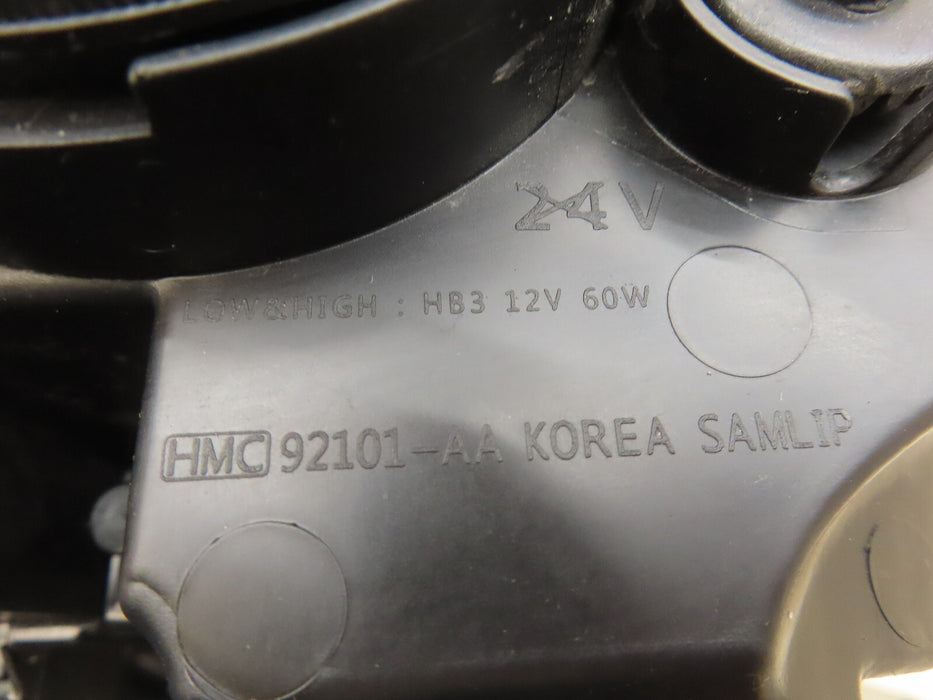 24V
LOW&HIGH : HB3 12V 60W
HMC 92101-AA KOREA SAMLIP